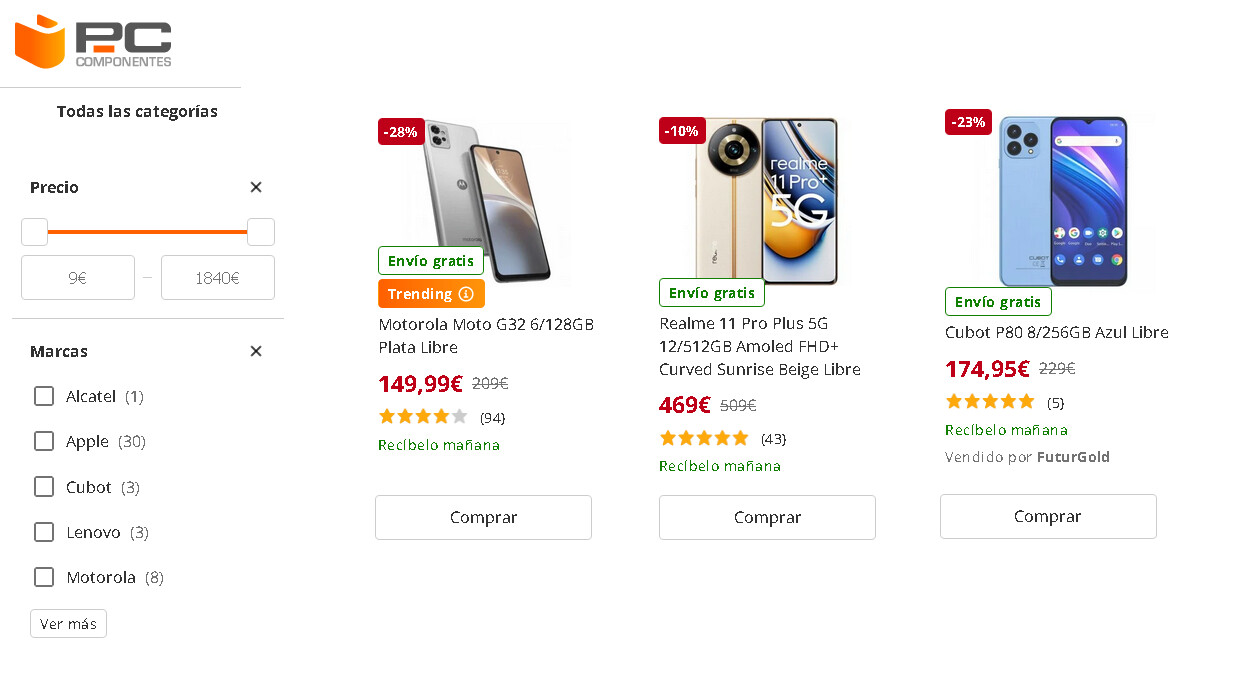 PC
COMPONENTES
Todas las categorías
Precio
9€ – 1840€
Marcas
Alcatel (1)
Apple (30)
Cubot (3)
Lenovo (3)
Motorola (8)
Ver más
-28%
Envío gratis
Trending
Motorola Moto G32 6/128GB
Plata Libre
149,99€ 209€
(94)
Recíbelo mañana
Comprar
-10%
realme
11 Pro+
5G
Envío gratis
Realme 11 Pro Plus 5G
12/512GB Amoled FHD+
Curved Sunrise Beige Libre
469€ 509€
(43)
Recíbelo mañana
Comprar
-23%
CUBOT
Envío gratis
Cubot P80 8/256GB Azul Libre
174,95€ 229€
(5)
Recíbelo mañana
Vendido por FuturGold
Comprar